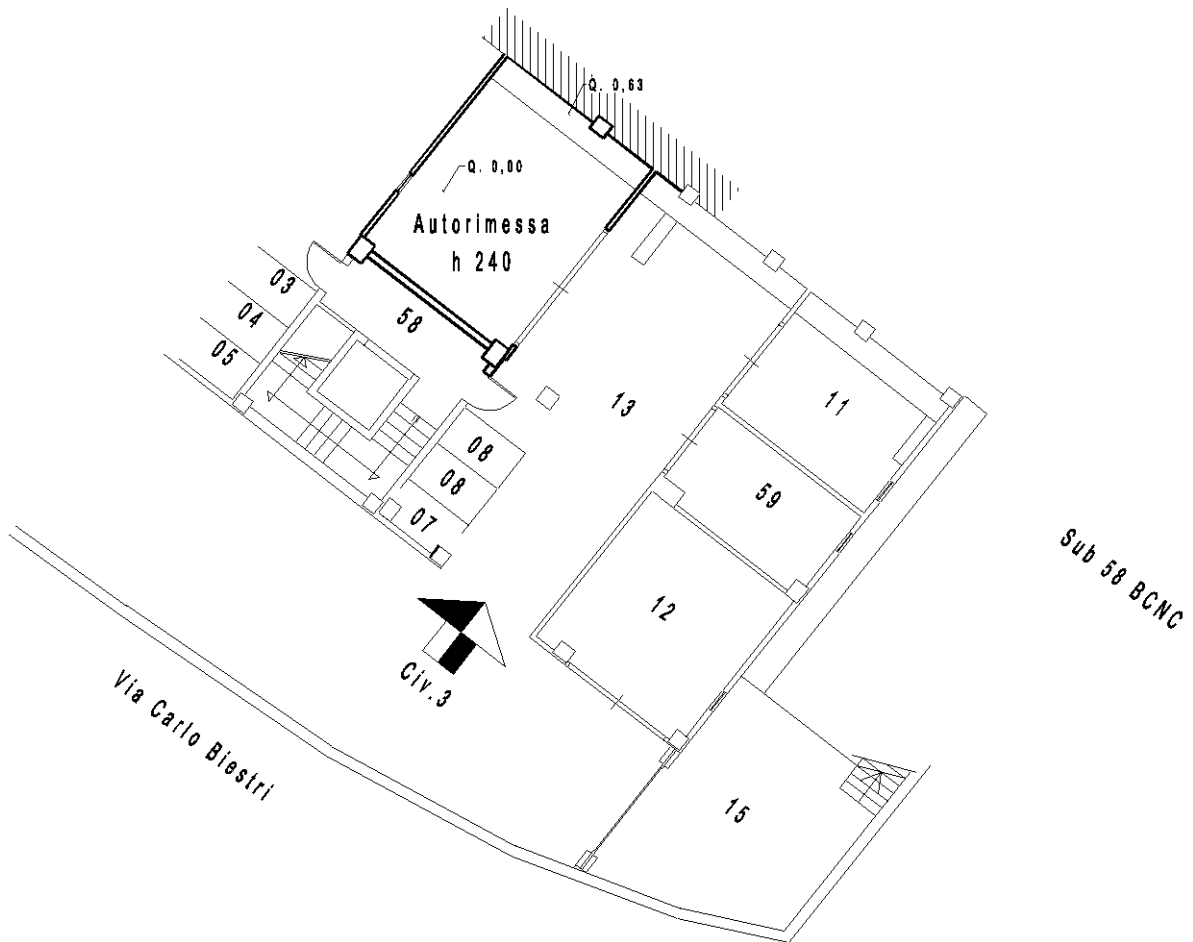 Q. 0,63
Q. 0,00
Autorimessa
h 240
03
04
05
58
13
11
08
08
07
59
12
Sub 58 BCNC
Civ.3
Via Carlo Biestri
15